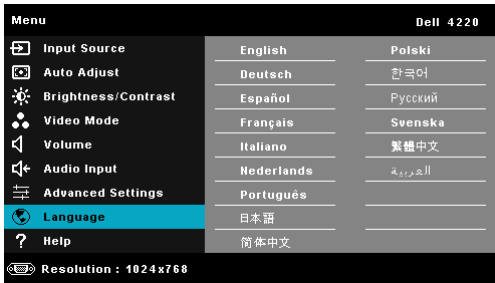 Menu
Dell 4220
Input Source
Auto Adjust
Brightness/Contrast
Video Mode
Volume
Audio Input
Advanced Settings
Language
Help
English
Deutsch
Español
Français
Italiano
Nederlands
Português
日本語
简体中文
Polski
한국어
Русский
Svenska
繁體中文
العربية
Resolution : 1024x768